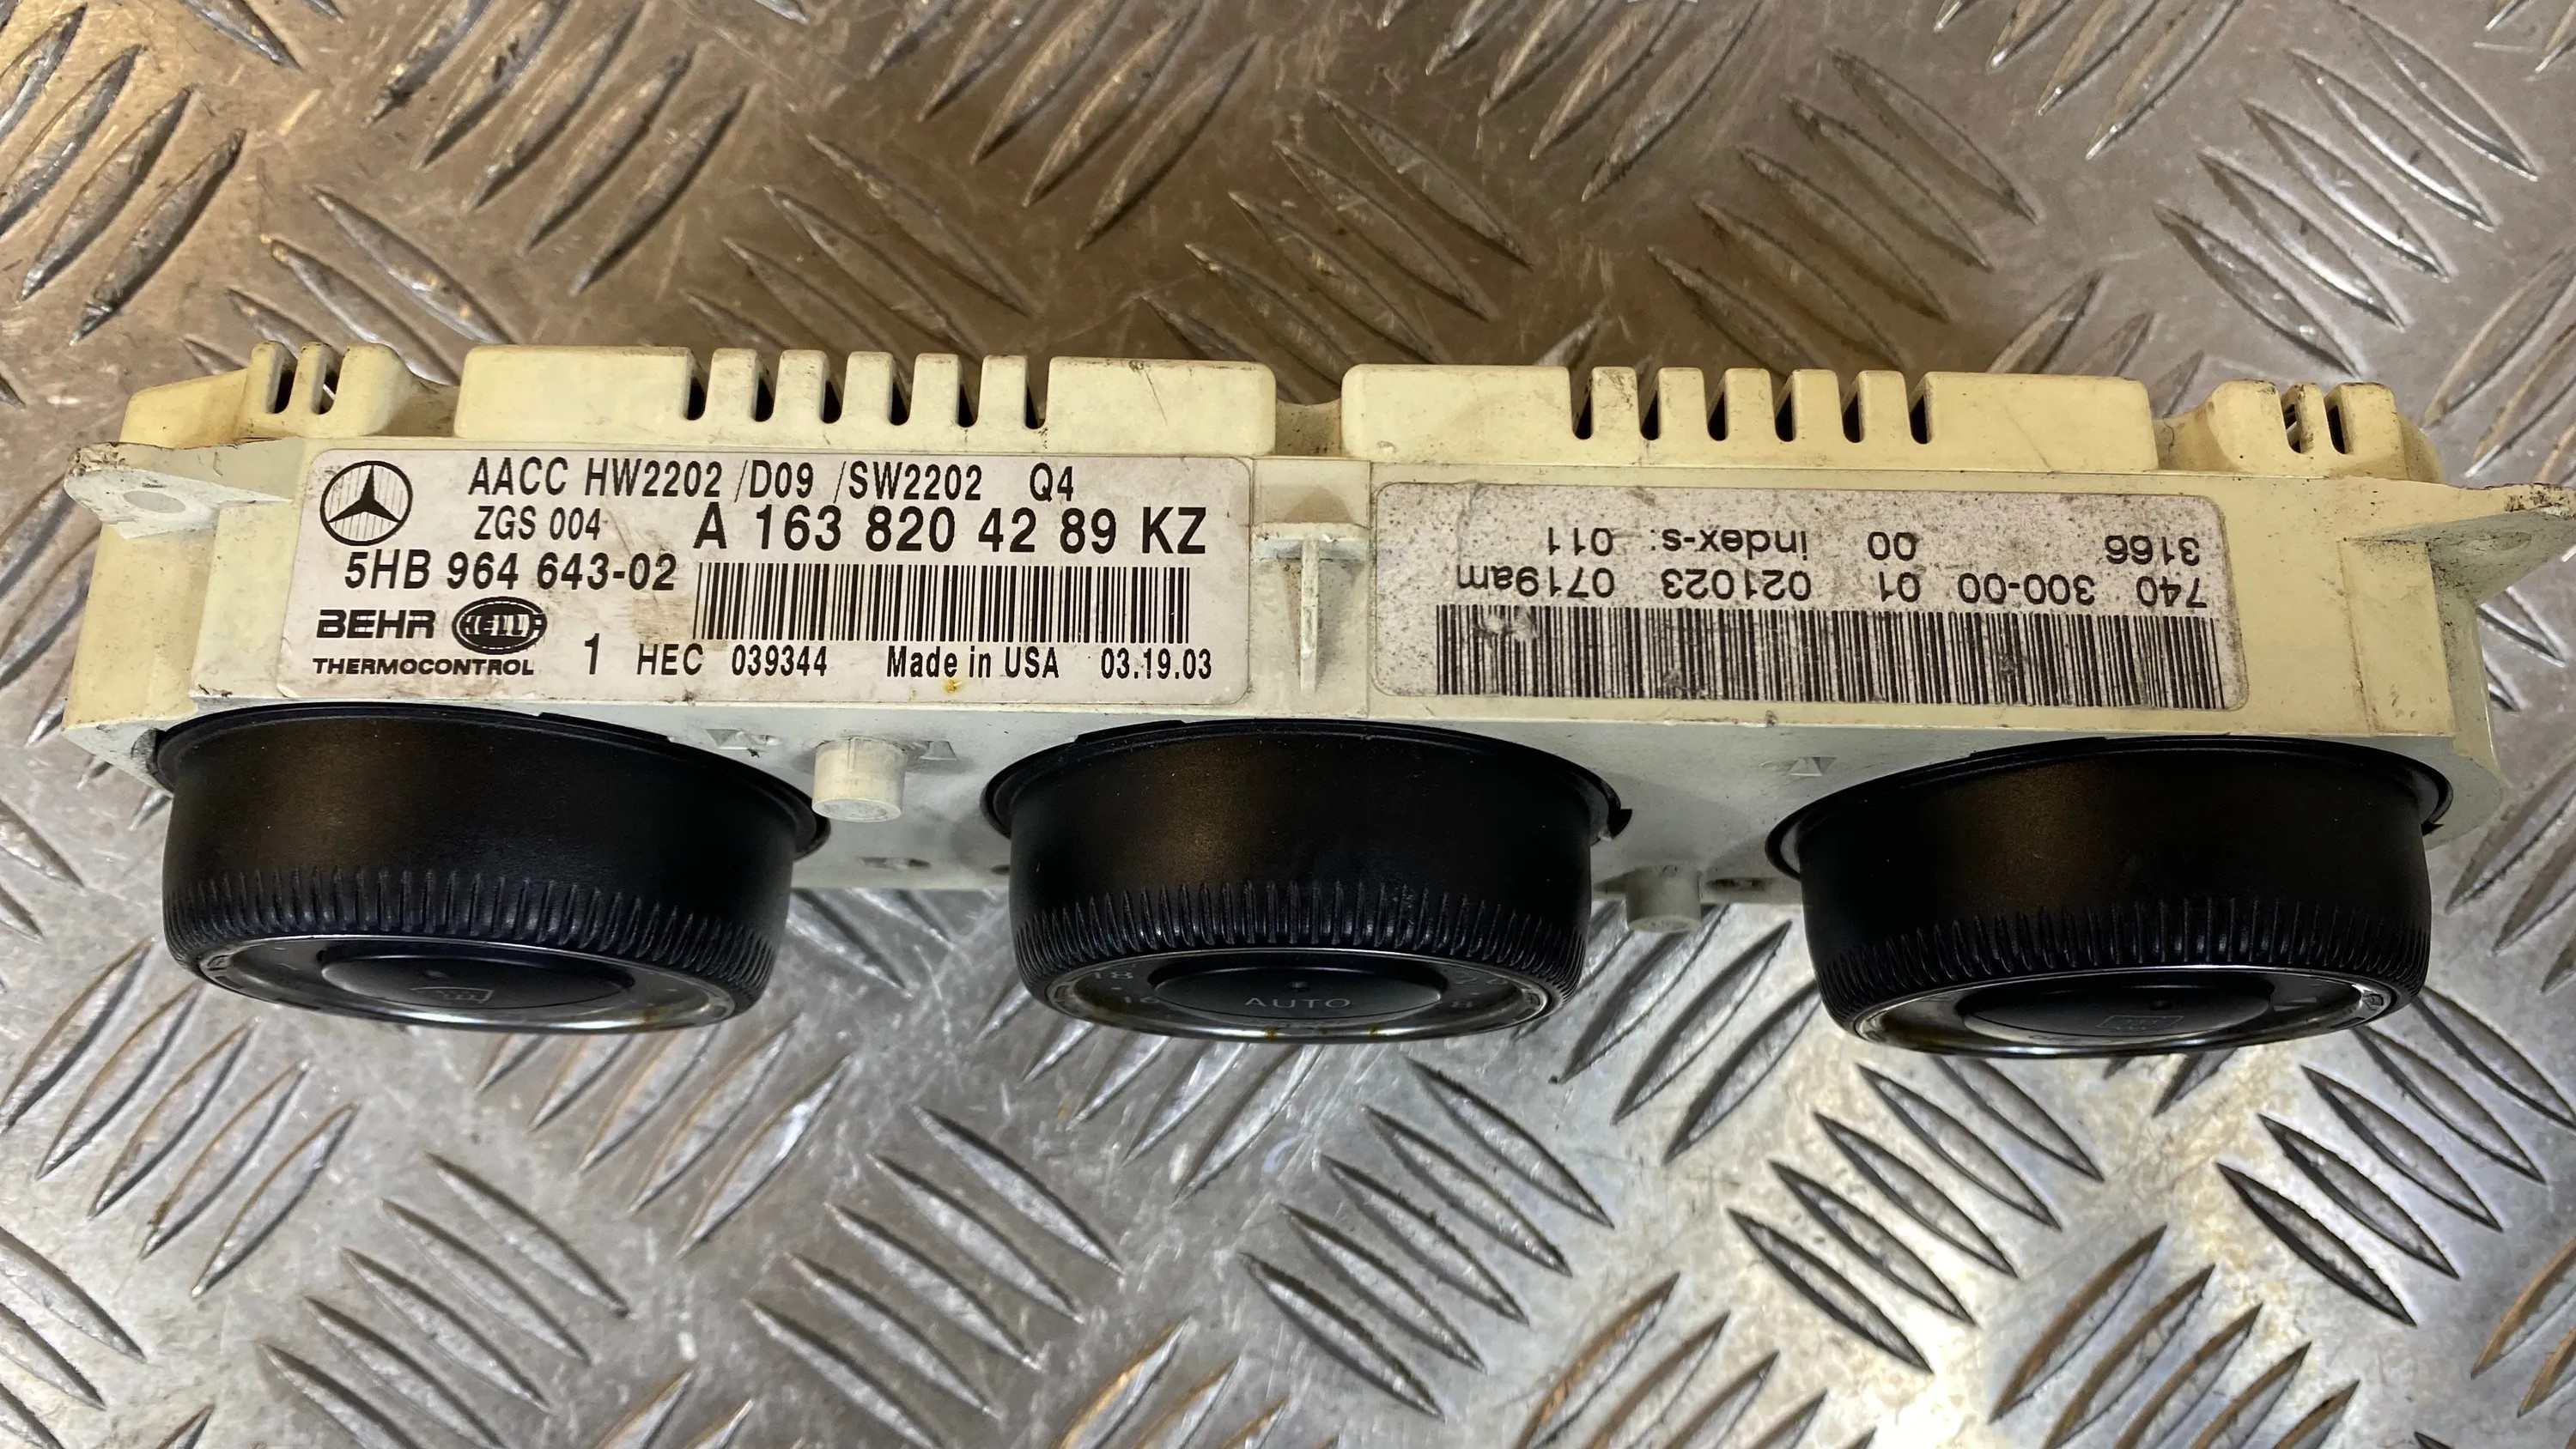 AACC HW2202 /D09 /SW2202 Q4
ZGS 004 A 163 820 42 89 KZ
5HB 964 643-02
BEHR HELLA
THERMOCONTROL 1 HEC 039344 Made in USA 03.19.03
740 300-00 01 021023 0719am
3166 00 index-s: 011
18
16
AUTO